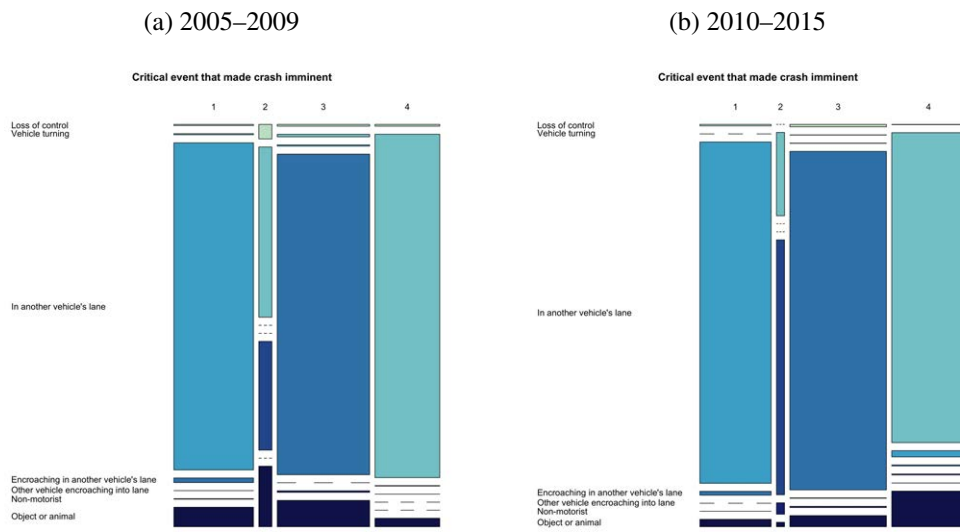 (a) 2005–2009
Critical event that made crash imminent
1 2 3 4
Loss of control
Vehicle turning
In another vehicle's lane
Encroaching in another vehicle's lane
Other vehicle encroaching into lane
Non-motorist
Object or animal
(b) 2010–2015
Critical event that made crash imminent
1 2 3 4
Loss of control
Vehicle turning
In another vehicle's lane
Encroaching in another vehicle's lane
Other vehicle encroaching into lane
Non-motorist
Object or animal